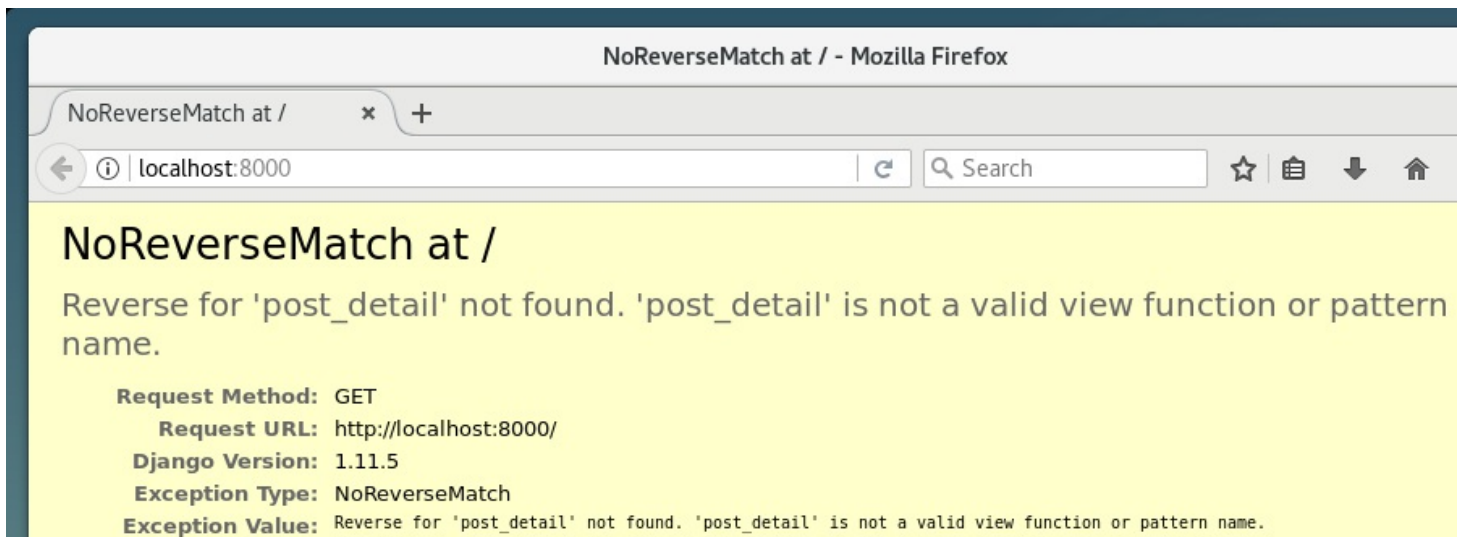 NoReverseMatch at / - Mozilla Firefox
NoReverseMatch at /
localhost:8000
Search
NoReverseMatch at /
Reverse for 'post_detail' not found. 'post_detail' is not a valid view function or pattern
name.
Request Method: GET
Request URL: http://localhost:8000/
Django Version: 1.11.5
Exception Type: NoReverseMatch
Exception Value: Reverse for 'post_detail' not found. 'post_detail' is not a valid view function or pattern name.